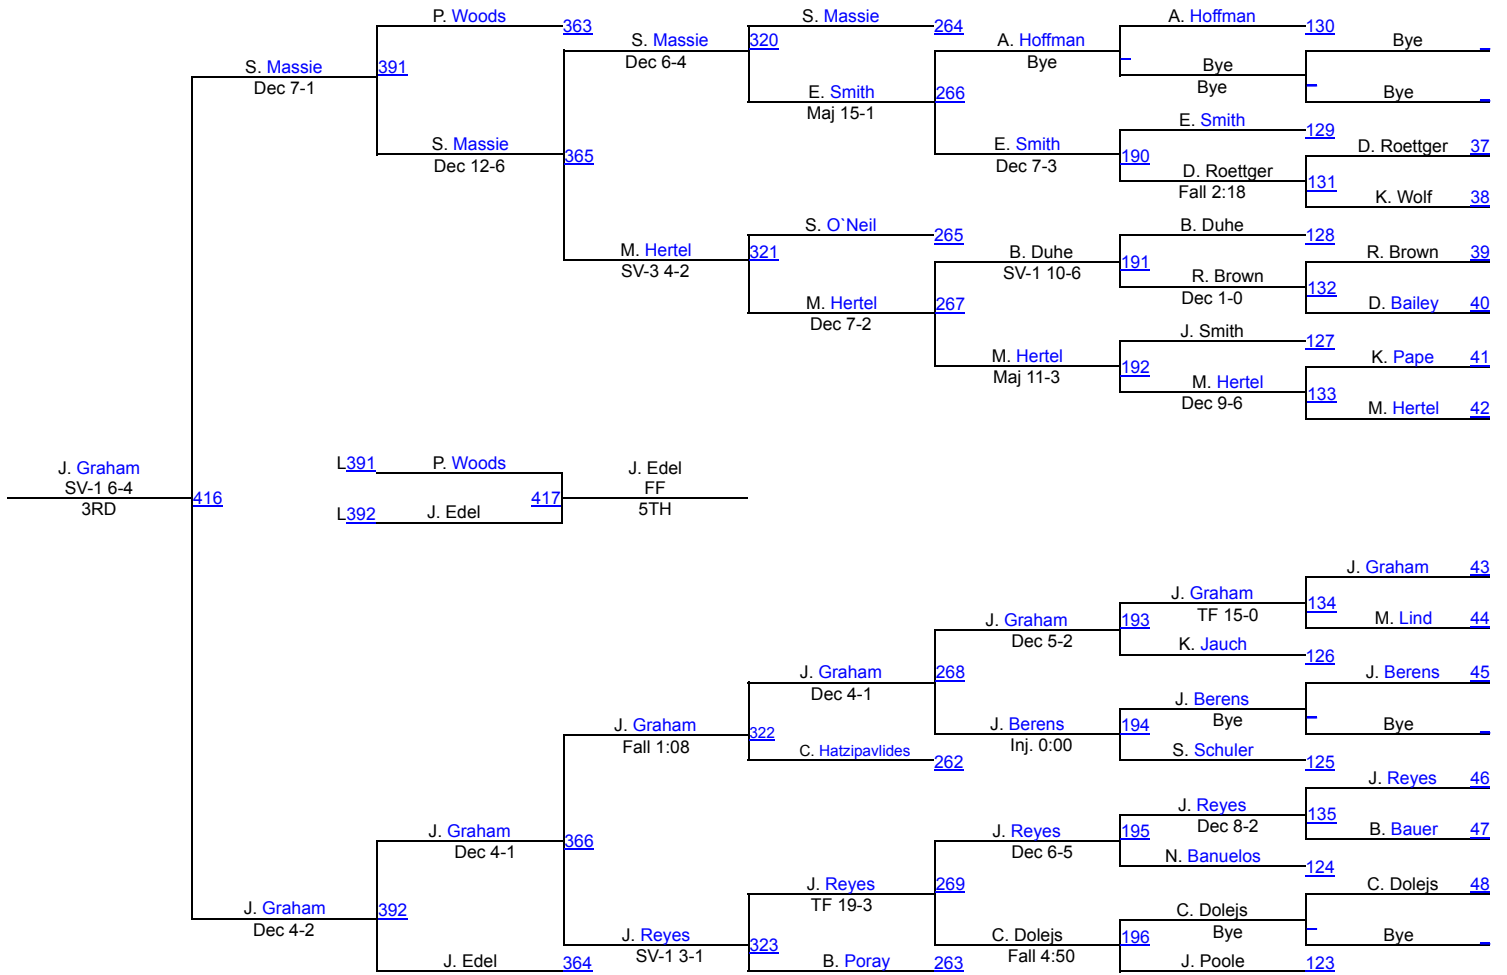 P. Woods
363
S. Massie
264
A. Hoffman
130
S. Massie
320
A. Hoffman
Bye
Dec 6-4
Bye
Bye
S. Massie
391
Bye
Dec 7-1
E. Smith
266
Bye
Maj 15-1
E. Smith
129
S. Massie
365
E. Smith
190
D. Roettger 37
Dec 12-6
Dec 7-3
D. Roettger
131
Fall 2:18
K. Wolf 38
S. O`Neil
265
B. Duhe
128
M. Hertel
321
B. Duhe
191
R. Brown 39
SV-3 4-2
SV-1 10-6
R. Brown
132
M. Hertel
267
Dec 1-0
D. Bailey 40
Dec 7-2
J. Smith
127
M. Hertel
192
K. Pape 41
Maj 11-3
M. Hertel
133
Dec 9-6
M. Hertel 42
J. Graham
L391
P. Woods
J. Edel
SV-1 6-4
416
417
FF
3RD
L392
J. Edel
5TH
J. Graham 43
J. Graham
134
J. Graham
193
TF 15-0
M. Lind 44
Dec 5-2
K. Jauch
126
J. Graham
268
J. Berens 45
Dec 4-1
J. Berens
J. Graham
322
J. Berens
194
Bye
Bye
Fall 1:08
C. Hatzipavlides
262
Inj. 0:00
S. Schuler
125
J. Reyes 46
J. Reyes
135
J. Graham
366
J. Reyes
195
Dec 8-2
B. Bauer 47
Dec 4-1
Dec 6-5
N. Banuelos
124
J. Reyes
269
C. Dolejs 48
J. Graham
392
TF 19-3
C. Dolejs
Dec 4-2
J. Reyes
323
C. Dolejs
196
Bye
Bye
SV-1 3-1
Fall 4:50
J. Edel
364
B. Poray
263
J. Poole
123